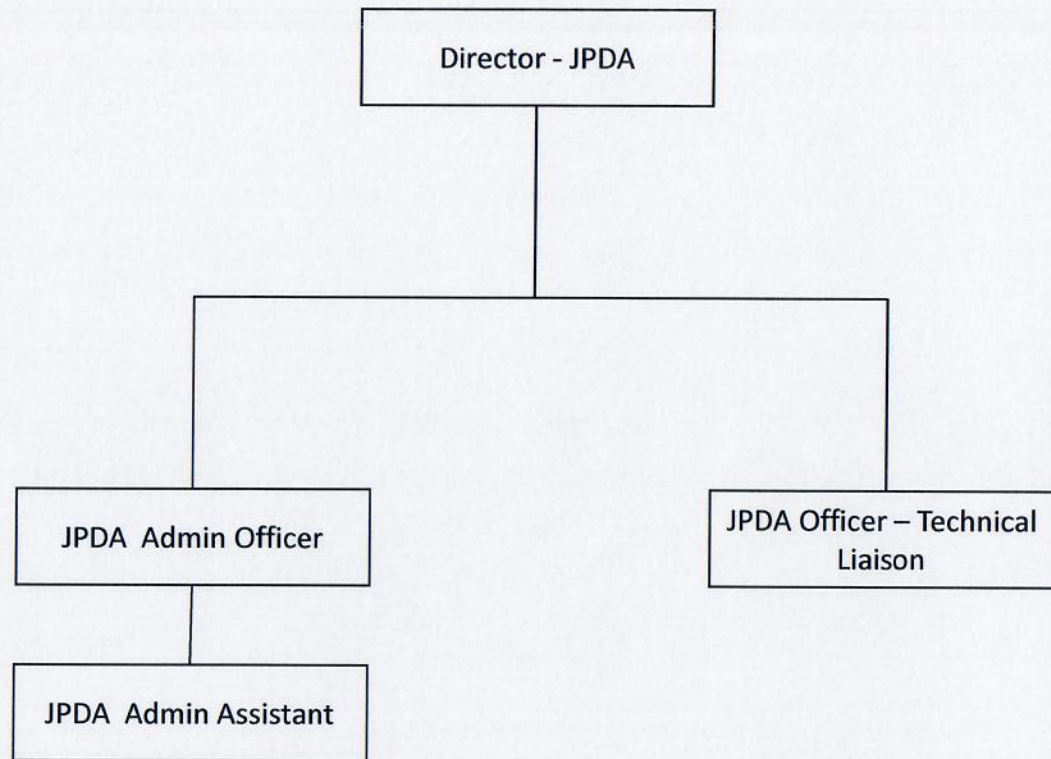 Director - JPDA
JPDA Admin Officer
JPDA Officer – Technical
Liaison
JPDA Admin Assistant